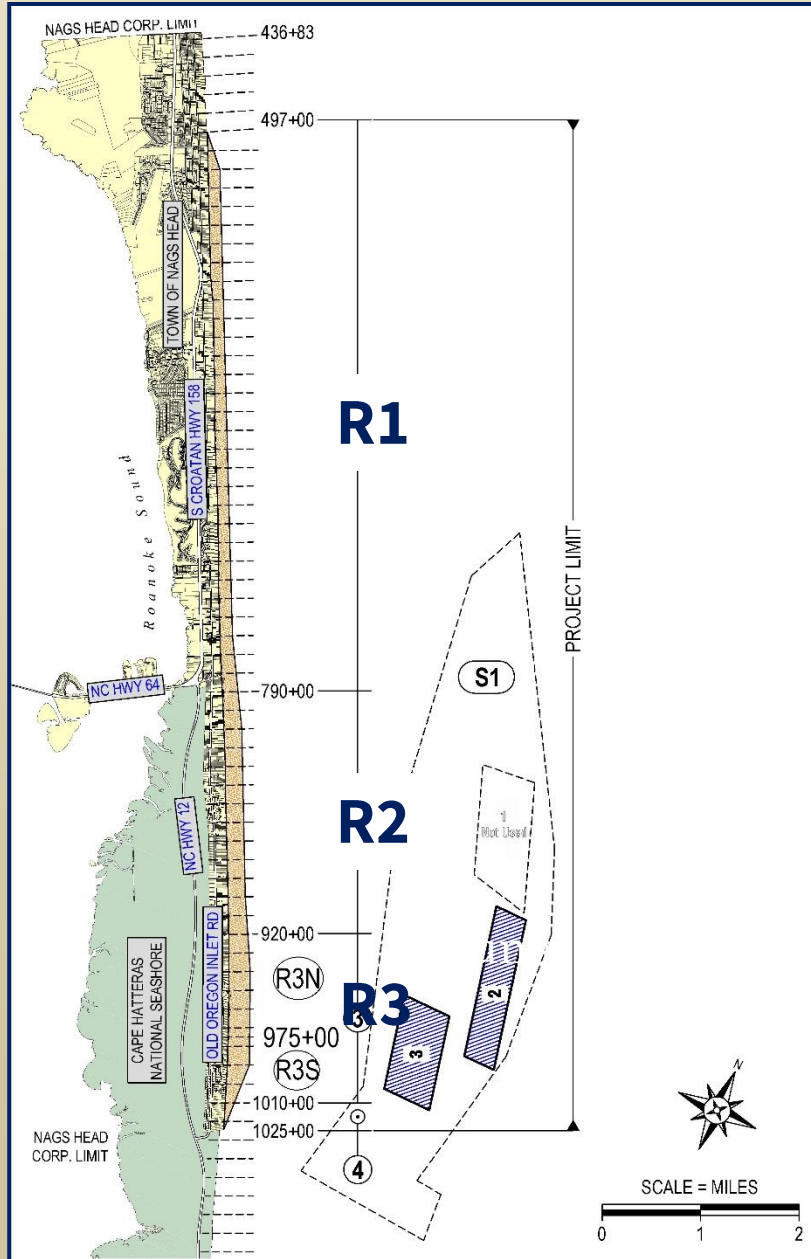 NAGS HEAD CORP. LIMIT
436+83
497+00
TOWN OF NAGS HEAD
S CROATAN HWY 158
R1
Roanoke Sound
PROJECT LIMIT
S1
NC HWY 64
790+00
1
Not Used
R2
NC HWY 12
920+00
OLD OREGON INLET RD
CAPE HATTERAS
NATIONAL SEASHORE
R3N
R3
2
3
975+00
3
R3S
1010+00
1025+00
NAGS HEAD
CORP. LIMIT
4
N
SCALE = MILES
0 1 2